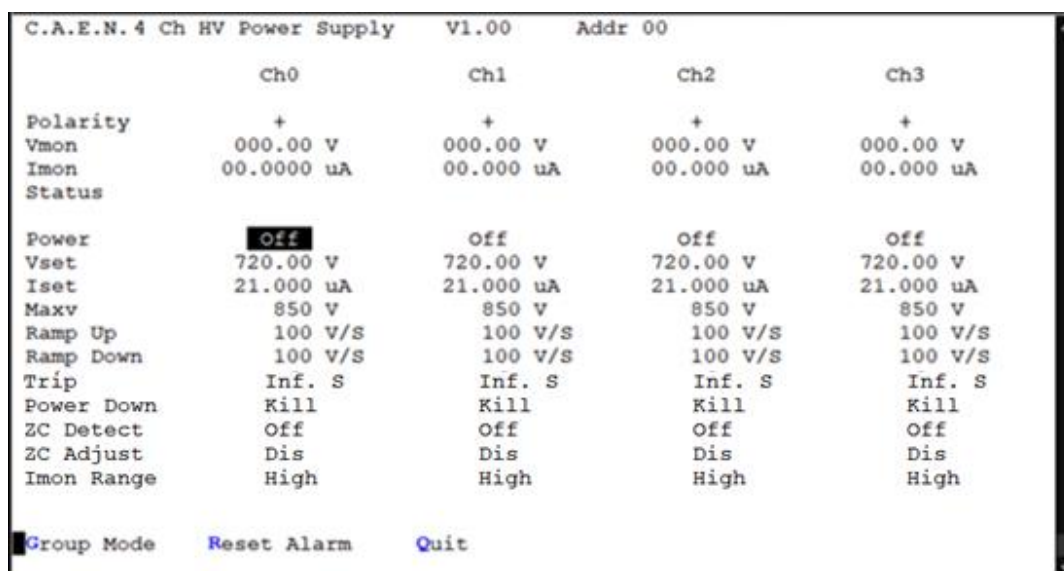 C.A.E.N. 4 Ch HV Power Supply V1.00 Addr 00
Ch0 Ch1 Ch2 Ch3
Polarity + + + +
Vmon 000.00 V 000.00 V 000.00 V 000.00 V
Imon 00.0000 uA 00.000 uA 00.000 uA 00.000 uA
Status
Power Off Off Off Off
Vset 720.00 V 720.00 V 720.00 V 720.00 V
Iset 21.000 uA 21.000 uA 21.000 uA 21.000 uA
Maxv 850 V 850 V 850 V 850 V
Ramp Up 100 V/S 100 V/S 100 V/S 100 V/S
Ramp Down 100 V/S 100 V/S 100 V/S 100 V/S
Trip Inf. S Inf. S Inf. S Inf. S
Power Down Kill Kill Kill Kill
ZC Detect Off Off Off Off
ZC Adjust Dis Dis Dis Dis
Imon Range High High High High
Group Mode Reset Alarm Quit